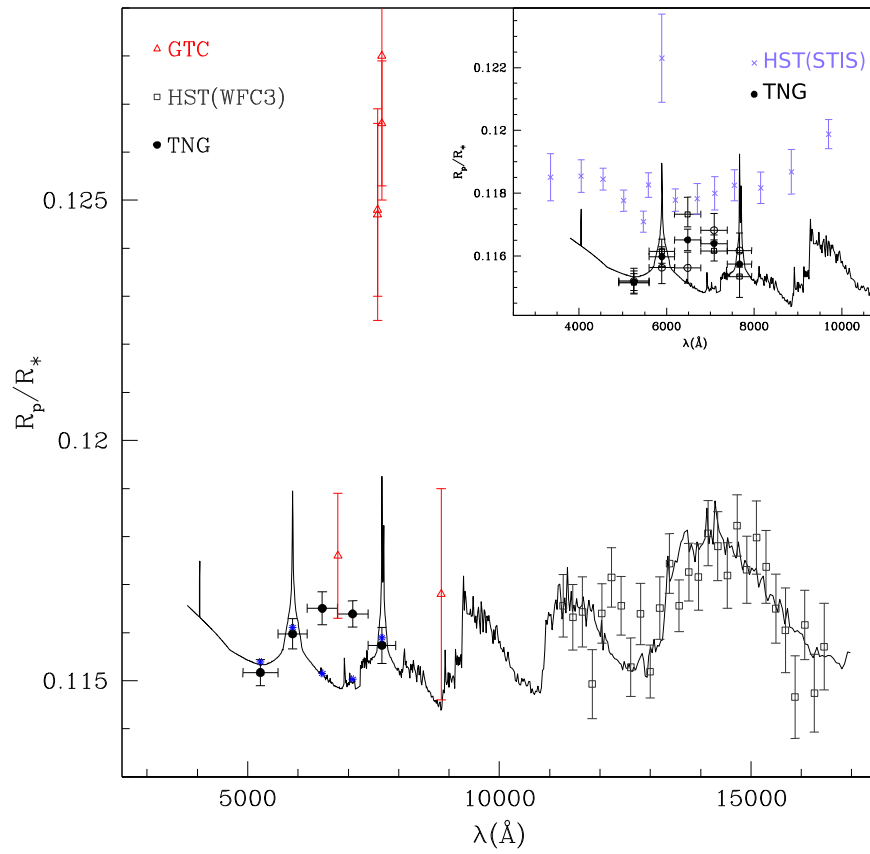 GTC
HST(WFC3)
TNG
HST(STIS)
TNG
0.122
0.12
0.118
0.116
R_p/R_*
4000 6000 8000 10000
λ(Å)
0.125
0.12
0.115
R_p/R_*
5000 10000 15000
λ(Å)